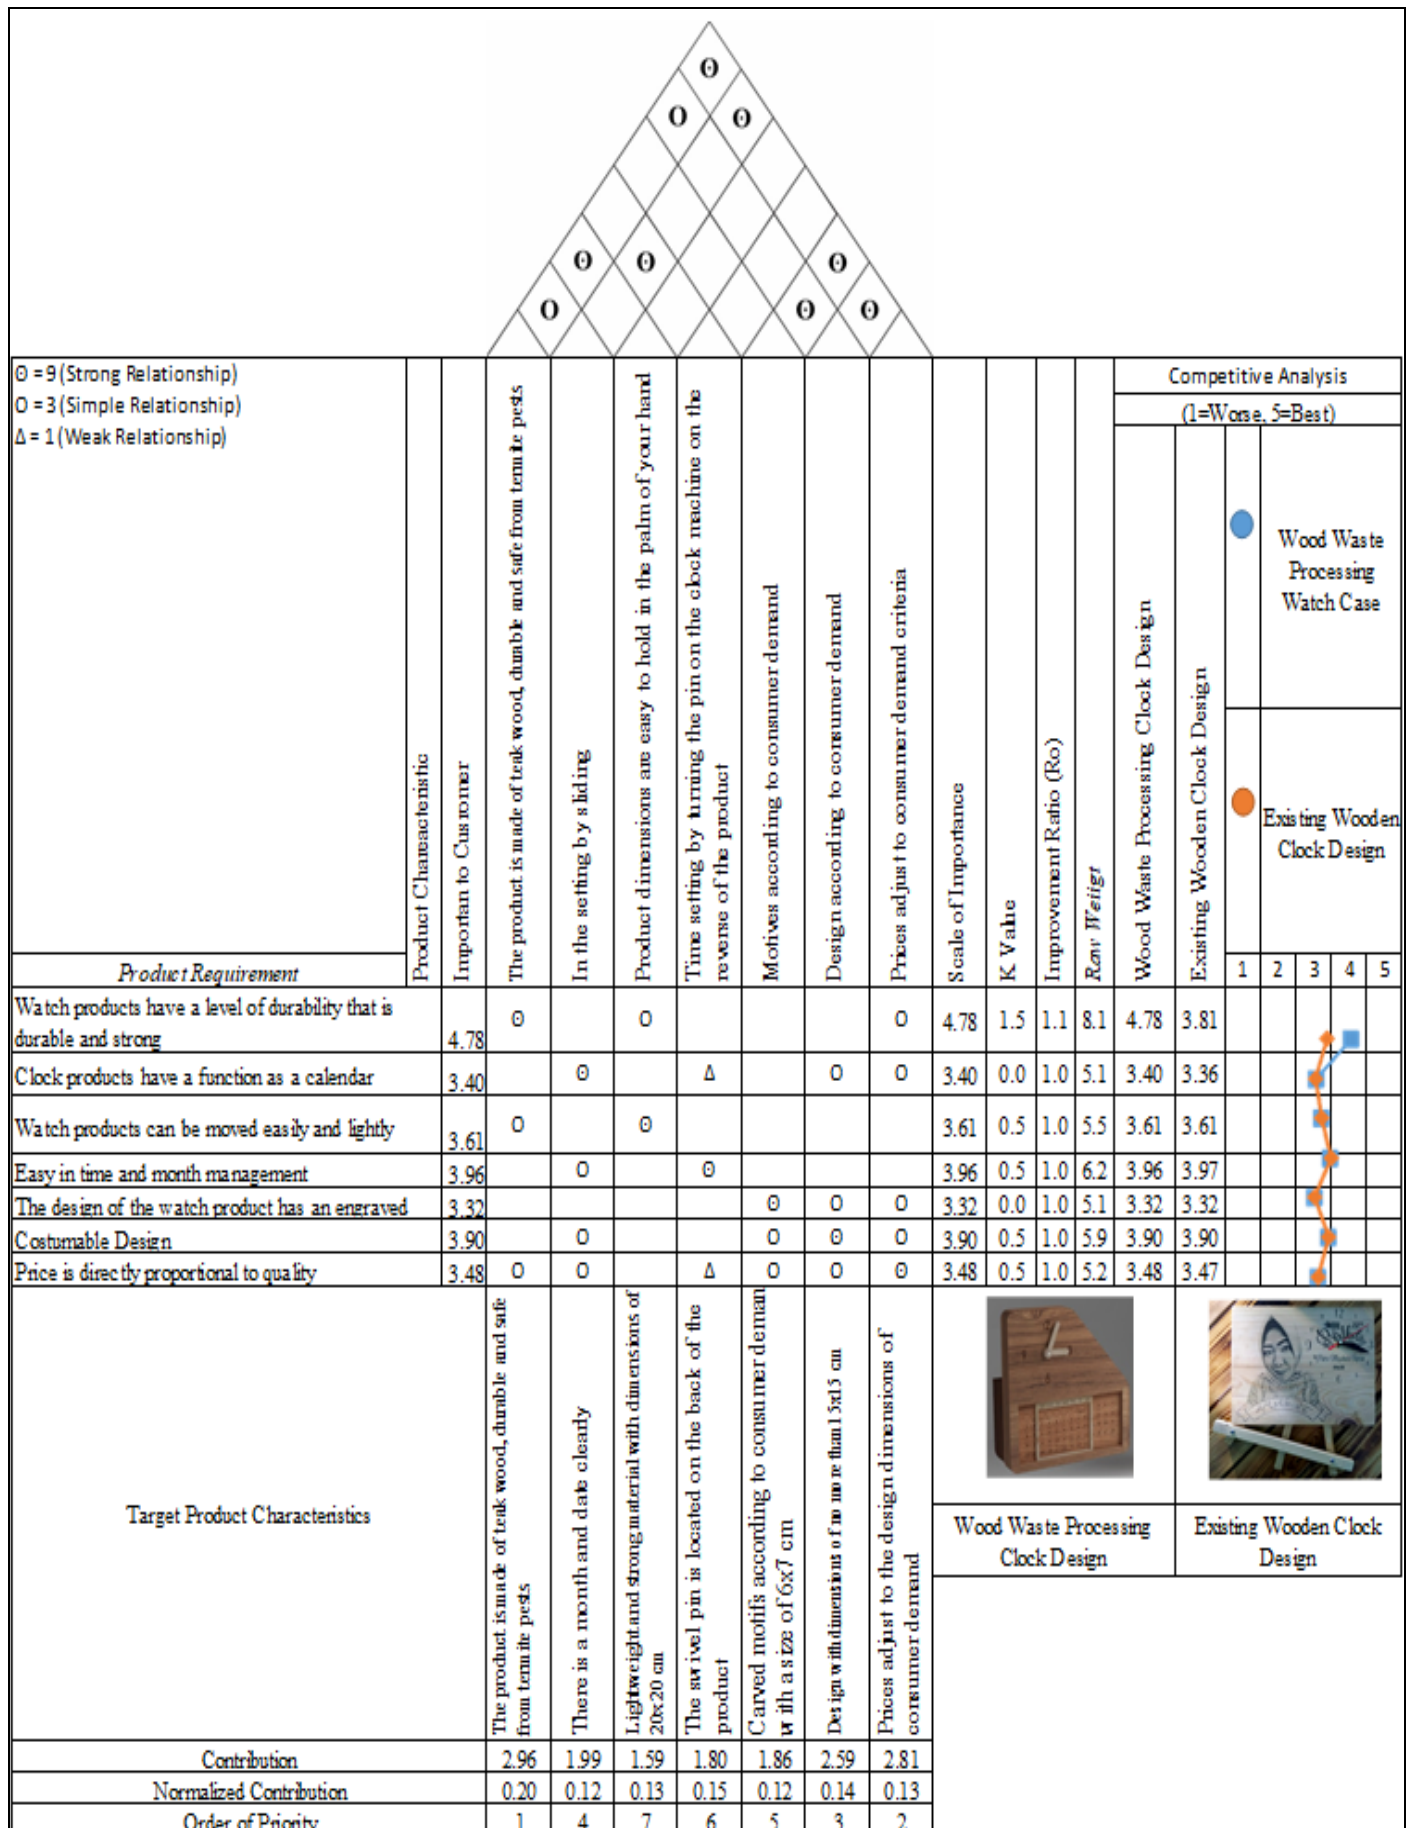 Θ
O Θ
Θ Θ Θ
O Θ Θ
Θ = 9 (Strong Relationship)
O = 3 (Simple Relationship)
Δ = 1 (Weak Relationship)
Product Requirement
Product Chareacteristic
Importan to Customer
The product is made of teak wood, durable and safe from termite pests
In the setting by sliding
Product dimensions are easy to hold in the palm of your hand
Time setting by turning the pin on the clock machine on the
reverse of the product
Motives according to consumer demand
Design according to consumer demand
Prices adjust to consumer demand criteria
Scale of Importance
K Value
Improvement Ratio (Ro)
Raw Weiigt
Competitive Analysis
(1=Worse, 5=Best)
Wood Waste Processing Clock Design
Existing Wooden Clock Design
Wood Waste
Processing
Watch Case
Existing Wooden
Clock Design
1 2 3 4 5
Watch products have a level of durability that is
durable and strong
4.78 Θ O O 4.78 1.5 1.1 8.1 4.78 3.81
Clock products have a function as a calendar 3.40 Θ Δ O O 3.40 0.0 1.0 5.1 3.40 3.36
Watch products can be moved easily and lightly 3.61 O Θ 3.61 0.5 1.0 5.5 3.61 3.61
Easy in time and month management 3.96 O Θ 3.96 0.5 1.0 6.2 3.96 3.97
The design of the watch product has an engraved 3.32 Θ O O 3.32 0.0 1.0 5.1 3.32 3.32
Costumable Design 3.90 O O Θ O 3.90 0.5 1.0 5.9 3.90 3.90
Price is directly proportional to quality 3.48 O O Δ O O Θ 3.48 0.5 1.0 5.2 3.48 3.47
Target Product Characteristics
The product is made of teak wood, durable and safe
from termite pests
There is a month and date clearly
Lightweight and strong material with dimensions of
20x20 cm
The swivel pin is located on the back of the
product
Carved motifs according to consumer deman
with a size of 6x7 cm
Design with dimensions of no more than 15x15 cm
Prices adjust to the design dimensions of
consumer demand
Wood Waste Processing
Clock Design
Existing Wooden Clock
Design
Contribution 2.96 1.99 1.59 1.80 1.86 2.59 2.81
Normalized Contribution 0.20 0.12 0.13 0.15 0.12 0.14 0.13
Order of Priority 1 4 7 6 5 3 2